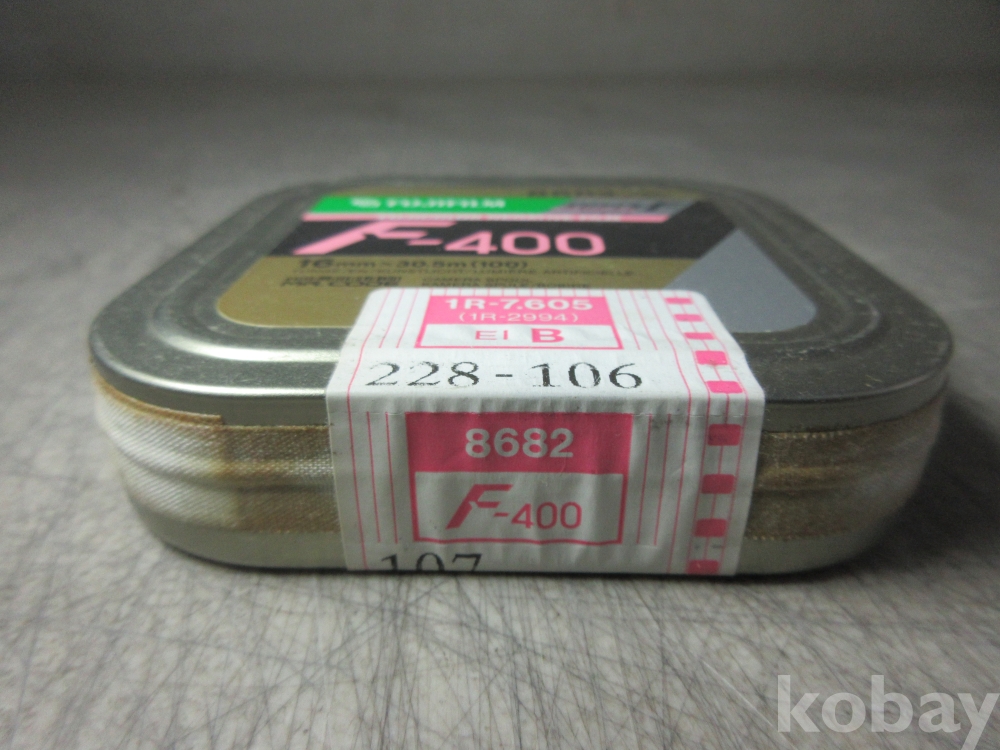 FUJIFILM
F-400
16mm × 30.5m (100)
1R-7,605
(1R-2994)
EI B
228-106
8682
F-400
107
kobay